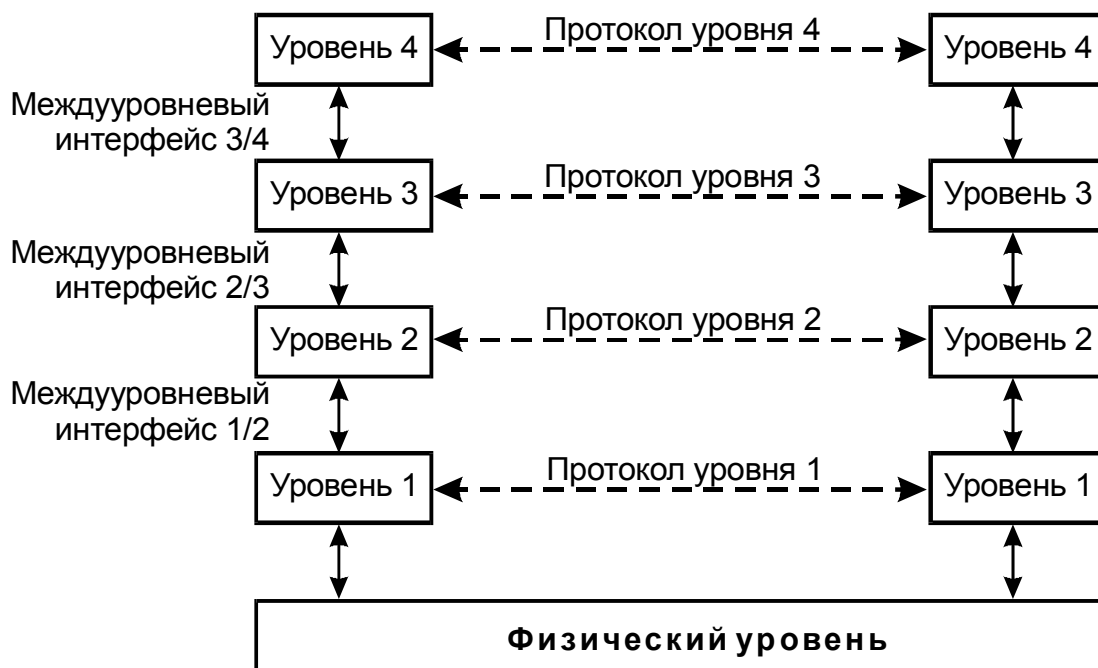 Уровень 4
Протокол уровня 4
Уровень 4
Междууровневый
интерфейс 3/4
Уровень 3
Протокол уровня 3
Уровень 3
Междууровневый
интерфейс 2/3
Уровень 2
Протокол уровня 2
Уровень 2
Междууровневый
интерфейс 1/2
Уровень 1
Протокол уровня 1
Уровень 1
Физический уровень